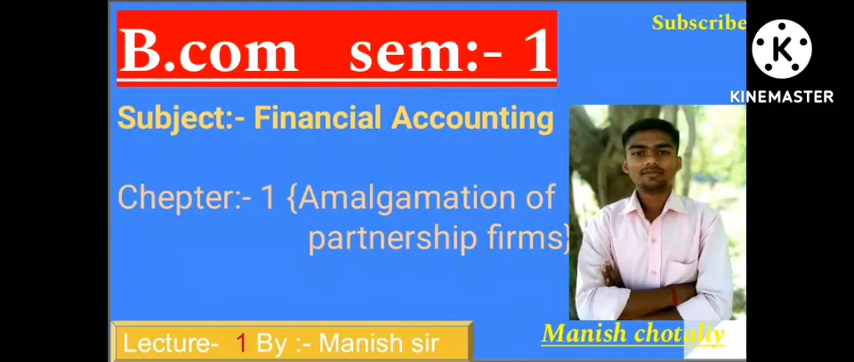 B.com sem:- 1
Subscribe
KINEMASTER
Subject:- Financial Accounting
Chepter:- 1 {Amalgamation of
partnership firms}
Manish chotaliy
Lecture- 1 By :- Manish sir